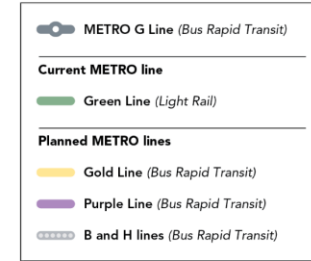 METRO G Line (Bus Rapid Transit)
Current METRO line
Green Line (Light Rail)
Planned METRO lines
Gold Line (Bus Rapid Transit)
Purple Line (Bus Rapid Transit)
B and H lines (Bus Rapid Transit)